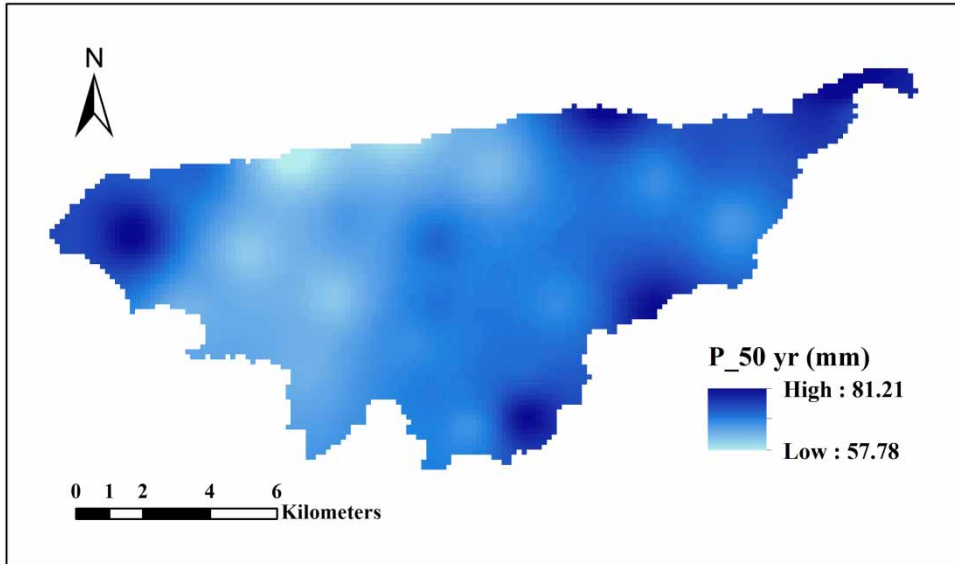 N
P_50 yr (mm)
High : 81.21
Low : 57.78
0 1 2 4 6
Kilometers